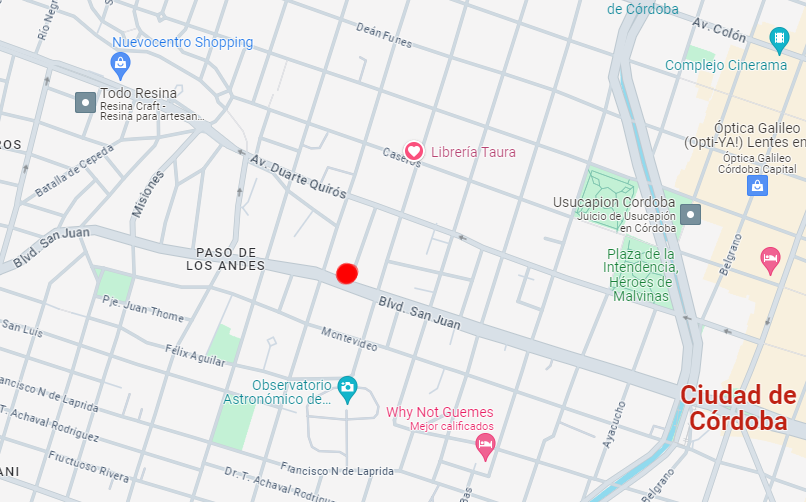 de Córdoba
Av. Colón
Río Negro
Deán Funes
Nuevocentro Shopping
Complejo Cinerama
Todo Resina
Resina Craft -
Resina para artesan...
Óptica Galileo
(Opti-YA!) Lentes en
Óptica Galileo
Córdoba Capital
ROS
Caseros
Librería Taura
Batalla de Cepeda
Av. Duarte Quirós
Misiones
Usucapion Cordoba
Juicio de Usucapión
en Córdoba
Blvd. San Juan
PASO DE
LOS ANDES
Belgrano
Plaza de la
Intendencia,
Héroes de
Malvinas
Pje. Juan Thome
Blvd. San Juan
San Luis
Montevideo
Félix Aguilar
Observatorio
Astronómico de...
Ciudad de
Córdoba
Francisco N de Laprida
Why Not Guemes
Mejor calificados
Ayacucho
Dr. T. Achaval Rodriguez
Fructuoso Rivera
ANI
Francisco N de Laprida
Dr. T. Achaval Rodríguez
Bas
Belgrano